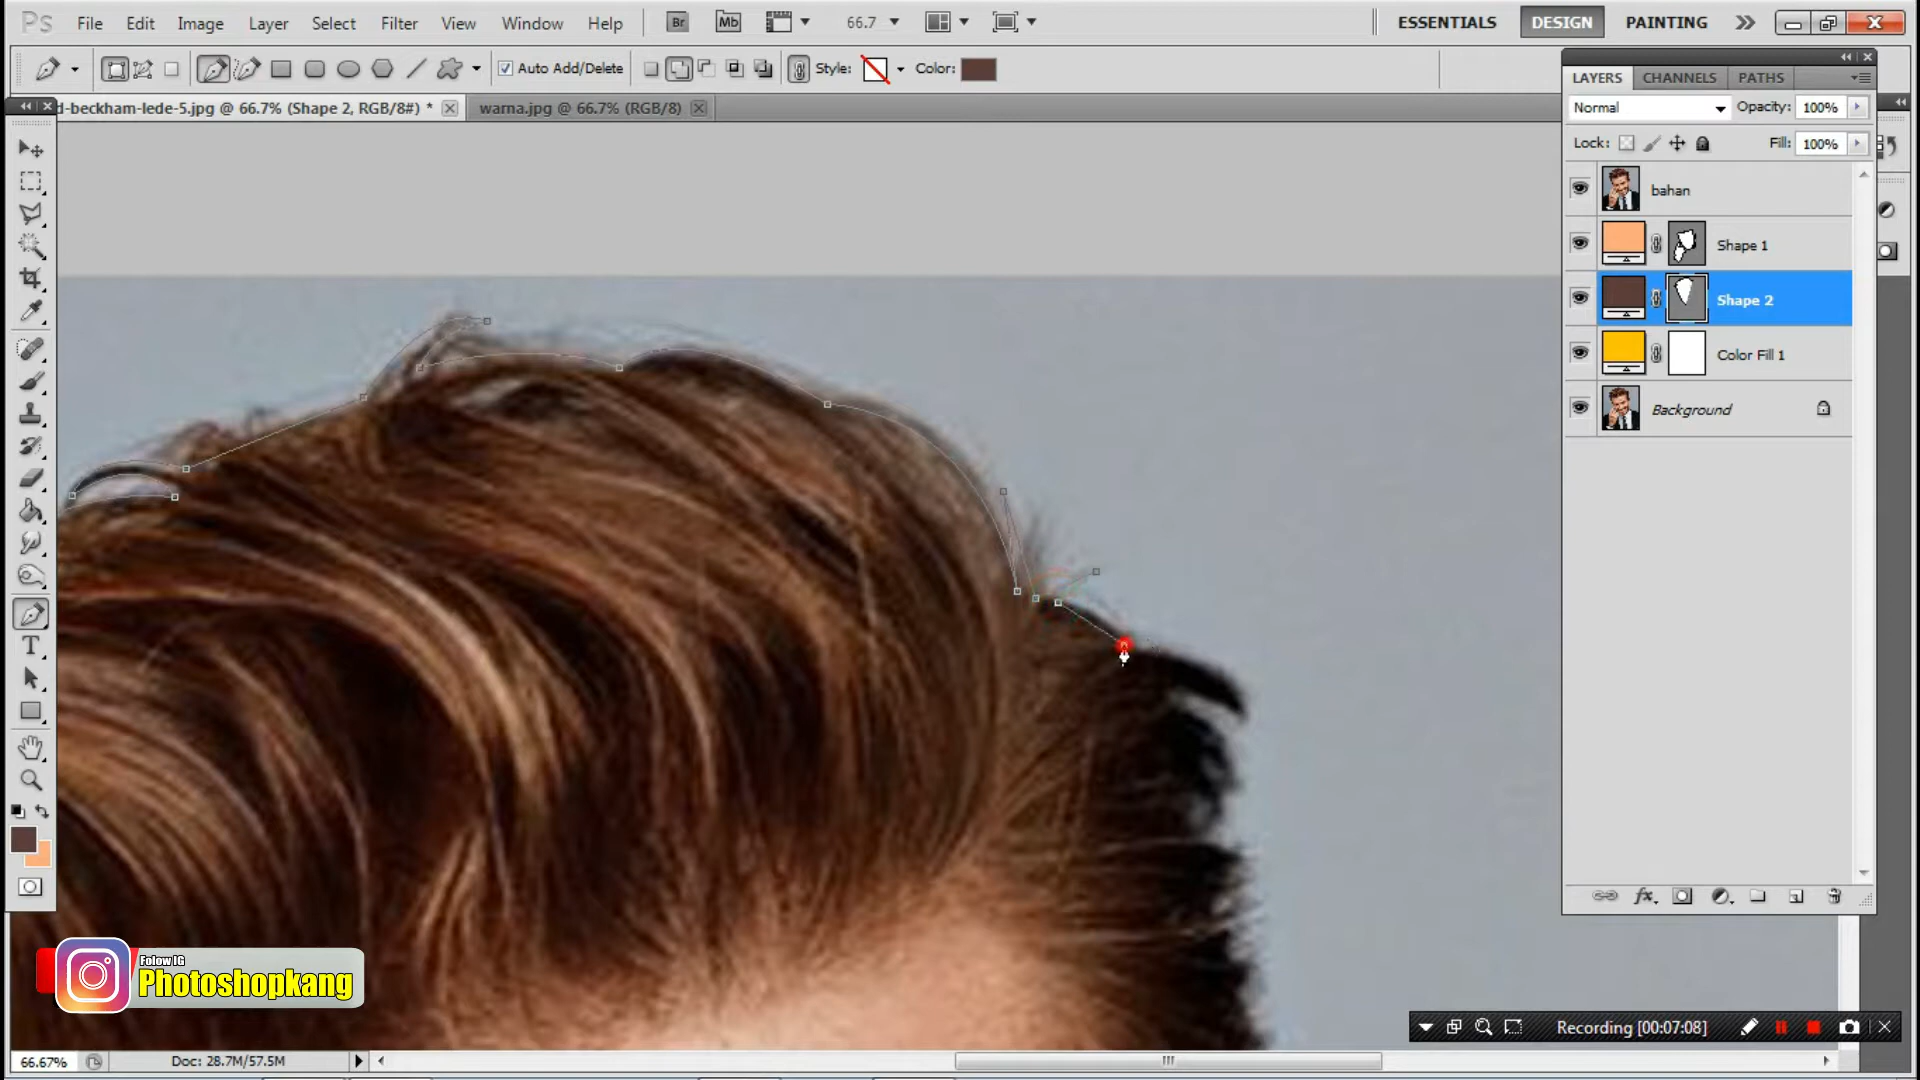 Ps File Edit Image Layer Select Filter View Window Help Br Mb 66.7 ESSENTIALS DESIGN PAINTING
Auto Add/Delete Style: Color:
d-beckham-lede-5.jpg @ 66.7% (Shape 2, RGB/8#) * warna.jpg @ 66.7% (RGB/8)
LAYERS CHANNELS PATHS
Normal Opacity: 100%
Lock: Fill: 100%
bahan
Shape 1
Shape 2
Color Fill 1
Background
T
fx
Folow IG
Photoshopkang
Recording [00:07:08]
66.67% Doc: 28.7M/57.5M